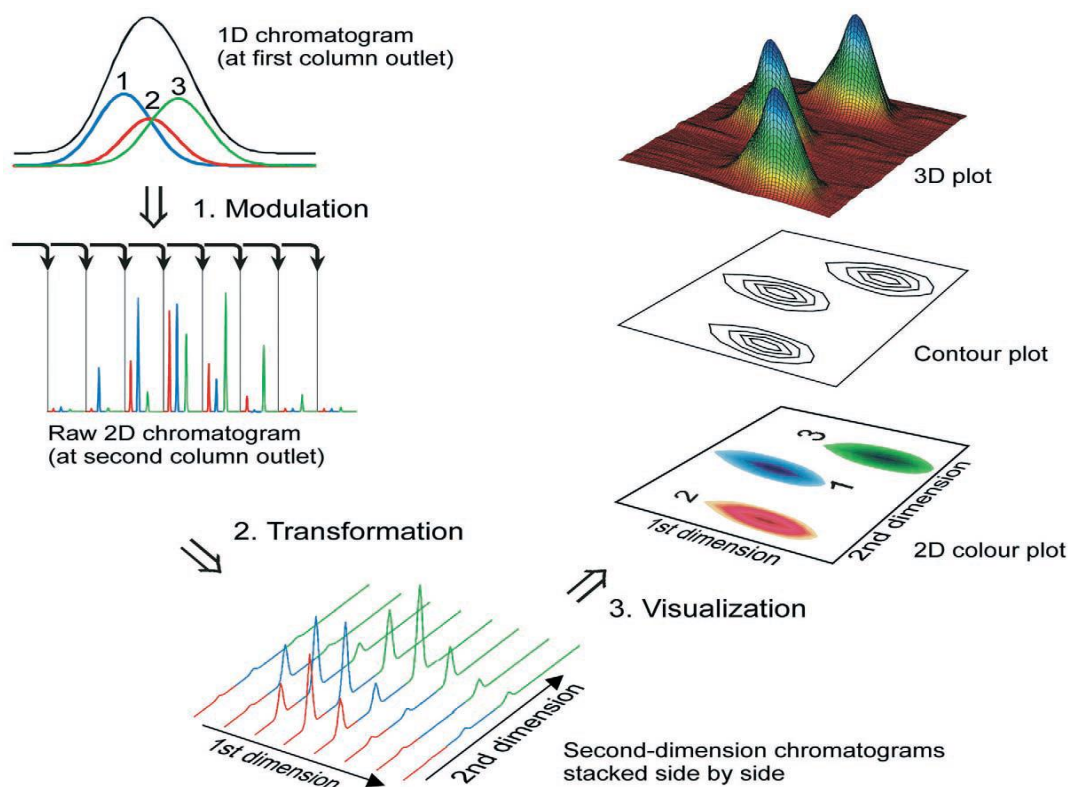 1D chromatogram
(at first column outlet)
1
2
3
1. Modulation
Raw 2D chromatogram
(at second column outlet)
2. Transformation
1st dimension
2nd dimension
Second-dimension chromatograms
stacked side by side
3. Visualization
3D plot
Contour plot
3
1
2
1st dimension
2nd dimension
2D colour plot